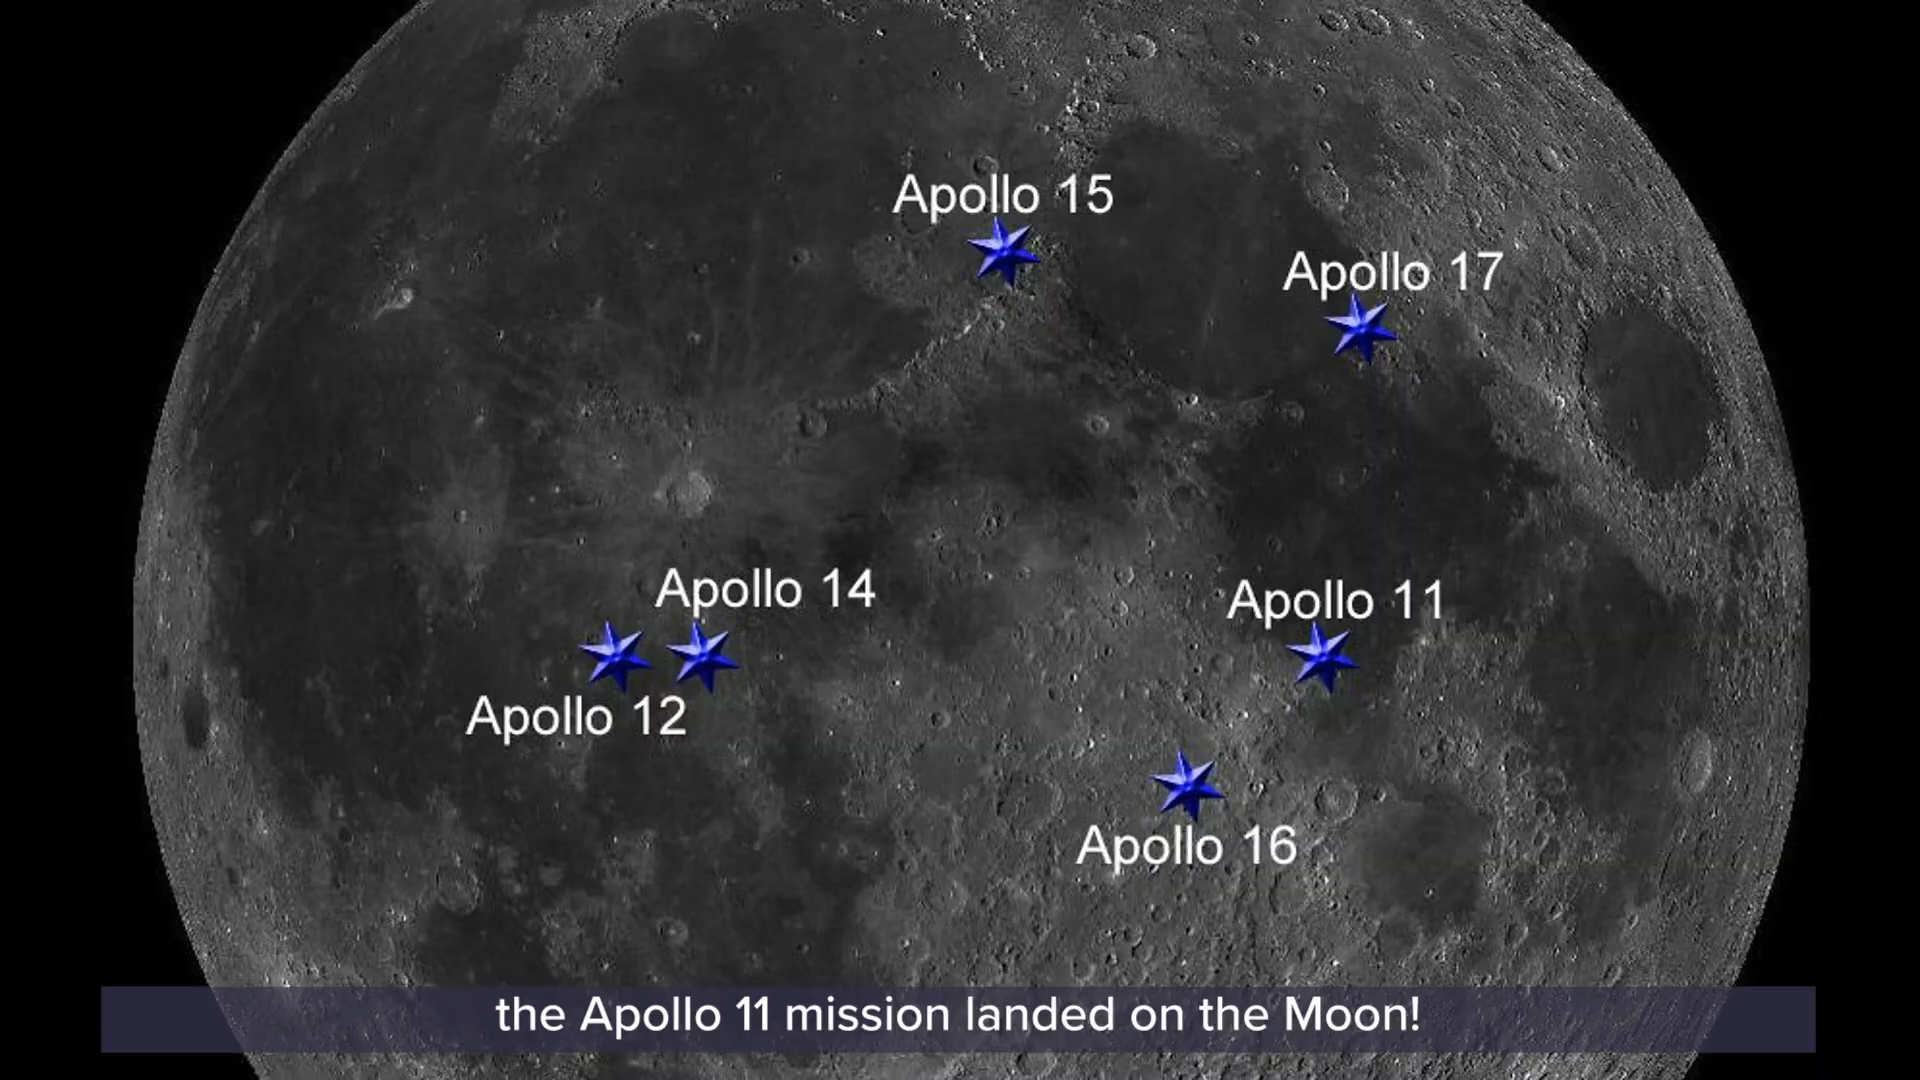 Apollo 15
Apollo 17
Apollo 14
Apollo 11
Apollo 12
Apollo 16
the Apollo 11 mission landed on the Moon!